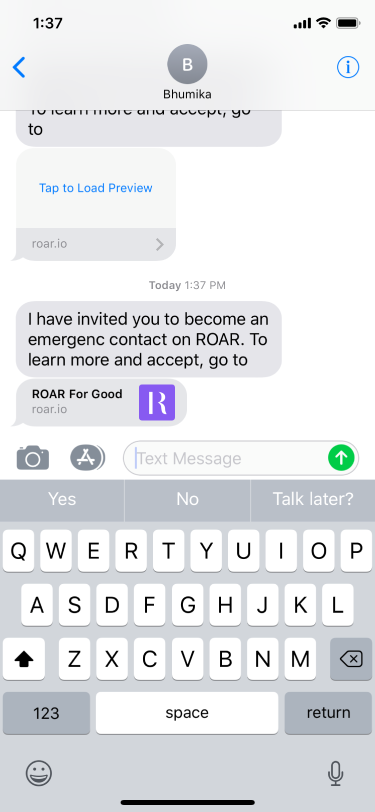 1:37
B
Bhumika
To learn more and accept, go
to
Tap to Load Preview
roar.io
Today 1:37 PM
I have invited you to become an
emergenc contact on ROAR. To
learn more and accept, go to
ROAR For Good
roar.io
R
Text Message
Yes No Talk later?
Q W E R T Y U I O P
A S D F G H J K L
Z X C V B N M
123 space return